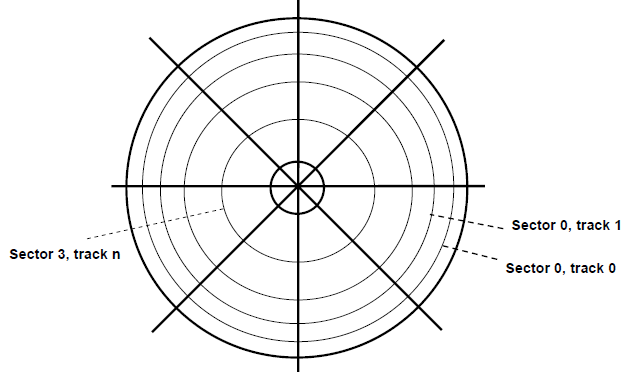 Sector 0, track 1
Sector 3, track n
Sector 0, track 0